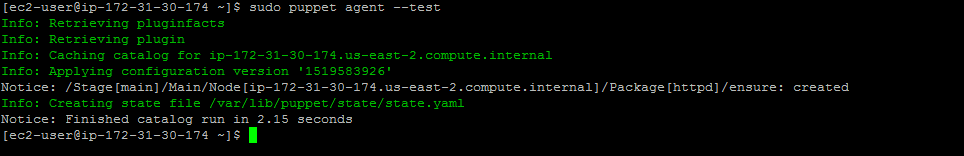 [ec2-user@ip-172-31-30-174 ~]$ sudo puppet agent --test
Info: Retrieving pluginfacts
Info: Retrieving plugin
Info: Caching catalog for ip-172-31-30-174.us-east-2.compute.internal
Info: Applying configuration version '1519583926'
Notice: /Stage[main]/Main/Node[ip-172-31-30-174.us-east-2.compute.internal]/Package[httpd]/ensure: created
Info: Creating state file /var/lib/puppet/state/state.yaml
Notice: Finished catalog run in 2.15 seconds
[ec2-user@ip-172-31-30-174 ~]$